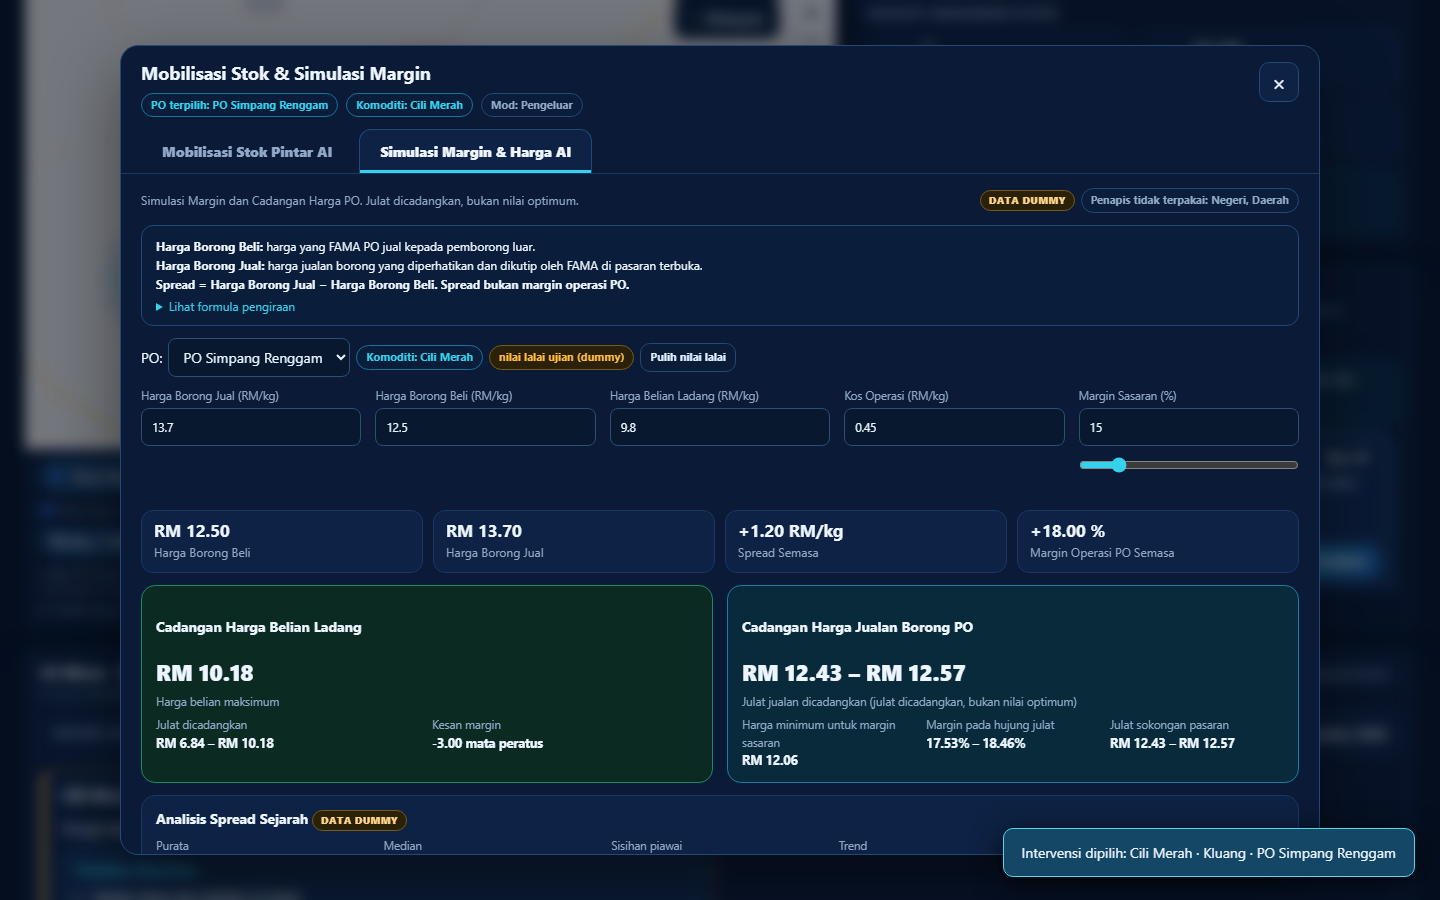 Mobilisasi Stok & Simulasi Margin
×
PO terpilih: PO Simpang Renggam
Komoditi: Cili Merah
Mod: Pengeluar
Mobilisasi Stok Pintar AI
Simulasi Margin & Harga AI
Simulasi Margin dan Cadangan Harga PO. Julat dicadangkan, bukan nilai optimum.
DATA DUMMY
Penapis tidak terpakai: Negeri, Daerah
Harga Borong Beli: harga yang FAMA PO jual kepada pemborong luar.
Harga Borong Jual: harga jualan borong yang diperhatikan dan dikutip oleh FAMA di pasaran terbuka.
Spread = Harga Borong Jual − Harga Borong Beli. Spread bukan margin operasi PO.
▶ Lihat formula pengiraan
PO:
PO Simpang Renggam
Komoditi: Cili Merah
nilai lalai ujian (dummy)
Pulih nilai lalai
Harga Borong Jual (RM/kg)
Harga Borong Beli (RM/kg)
Harga Belian Ladang (RM/kg)
Kos Operasi (RM/kg)
Margin Sasaran (%)
13.7
12.5
9.8
0.45
15
RM 12.50
Harga Borong Beli
RM 13.70
Harga Borong Jual
+1.20 RM/kg
Spread Semasa
+18.00 %
Margin Operasi PO Semasa
Cadangan Harga Belian Ladang
RM 10.18
Harga belian maksimum
Julat dicadangkan
RM 6.84 – RM 10.18
Kesan margin
-3.00 mata peratus
Cadangan Harga Jualan Borong PO
RM 12.43 – RM 12.57
Julat jualan dicadangkan (julat dicadangkan, bukan nilai optimum)
Harga minimum untuk margin
sasaran
RM 12.06
Margin pada hujung julat
17.53% – 18.46%
Julat sokongan pasaran
RM 12.43 – RM 12.57
Analisis Spread Sejarah
DATA DUMMY
Purata
Median
Sisihan piawai
Trend
Intervensi dipilih: Cili Merah · Kluang · PO Simpang Renggam